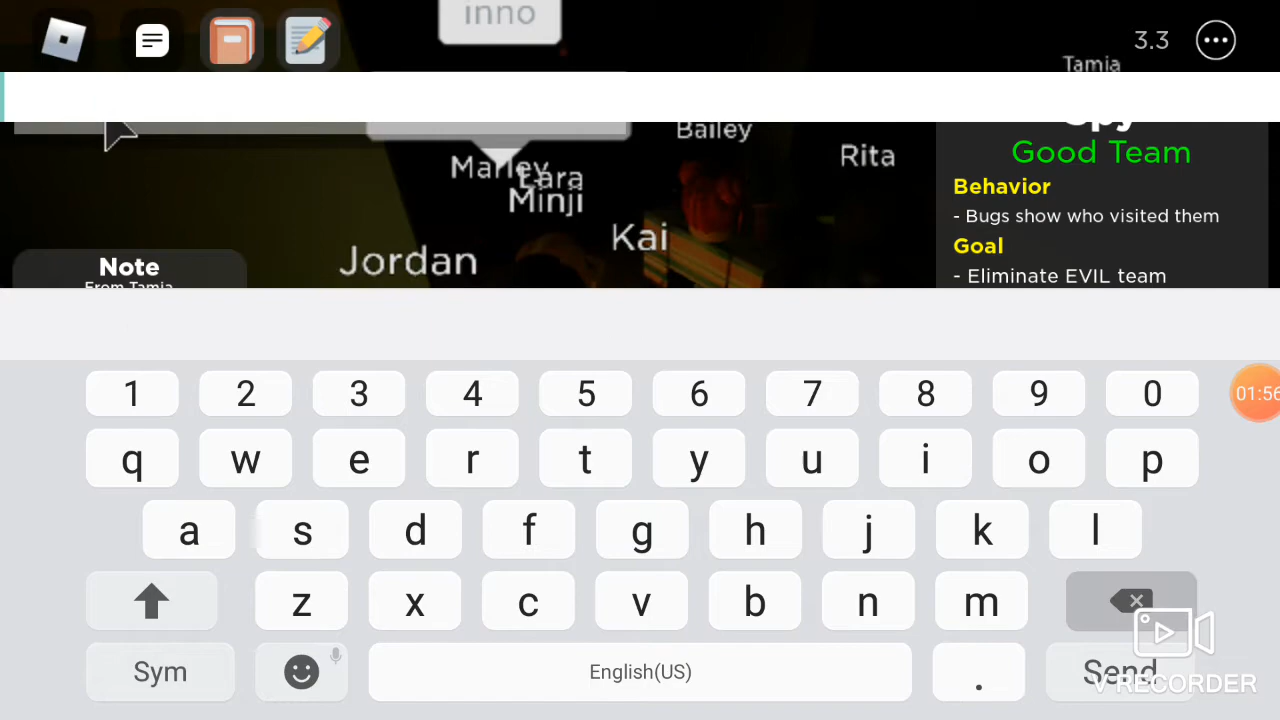 inno
3.3
Tamia
Bailey
Rita
Marley
Lara
Minji
Kai
Jordan
Spy
Good Team
Behavior
- Bugs show who visited them
Goal
- Eliminate EVIL team
Note
From Tamia
01:56
1 2 3 4 5 6 7 8 9 0
q w e r t y u i o p
a s d f g h j k l
z x c v b n m
Sym
English(US)
.
Send
V RECORDER